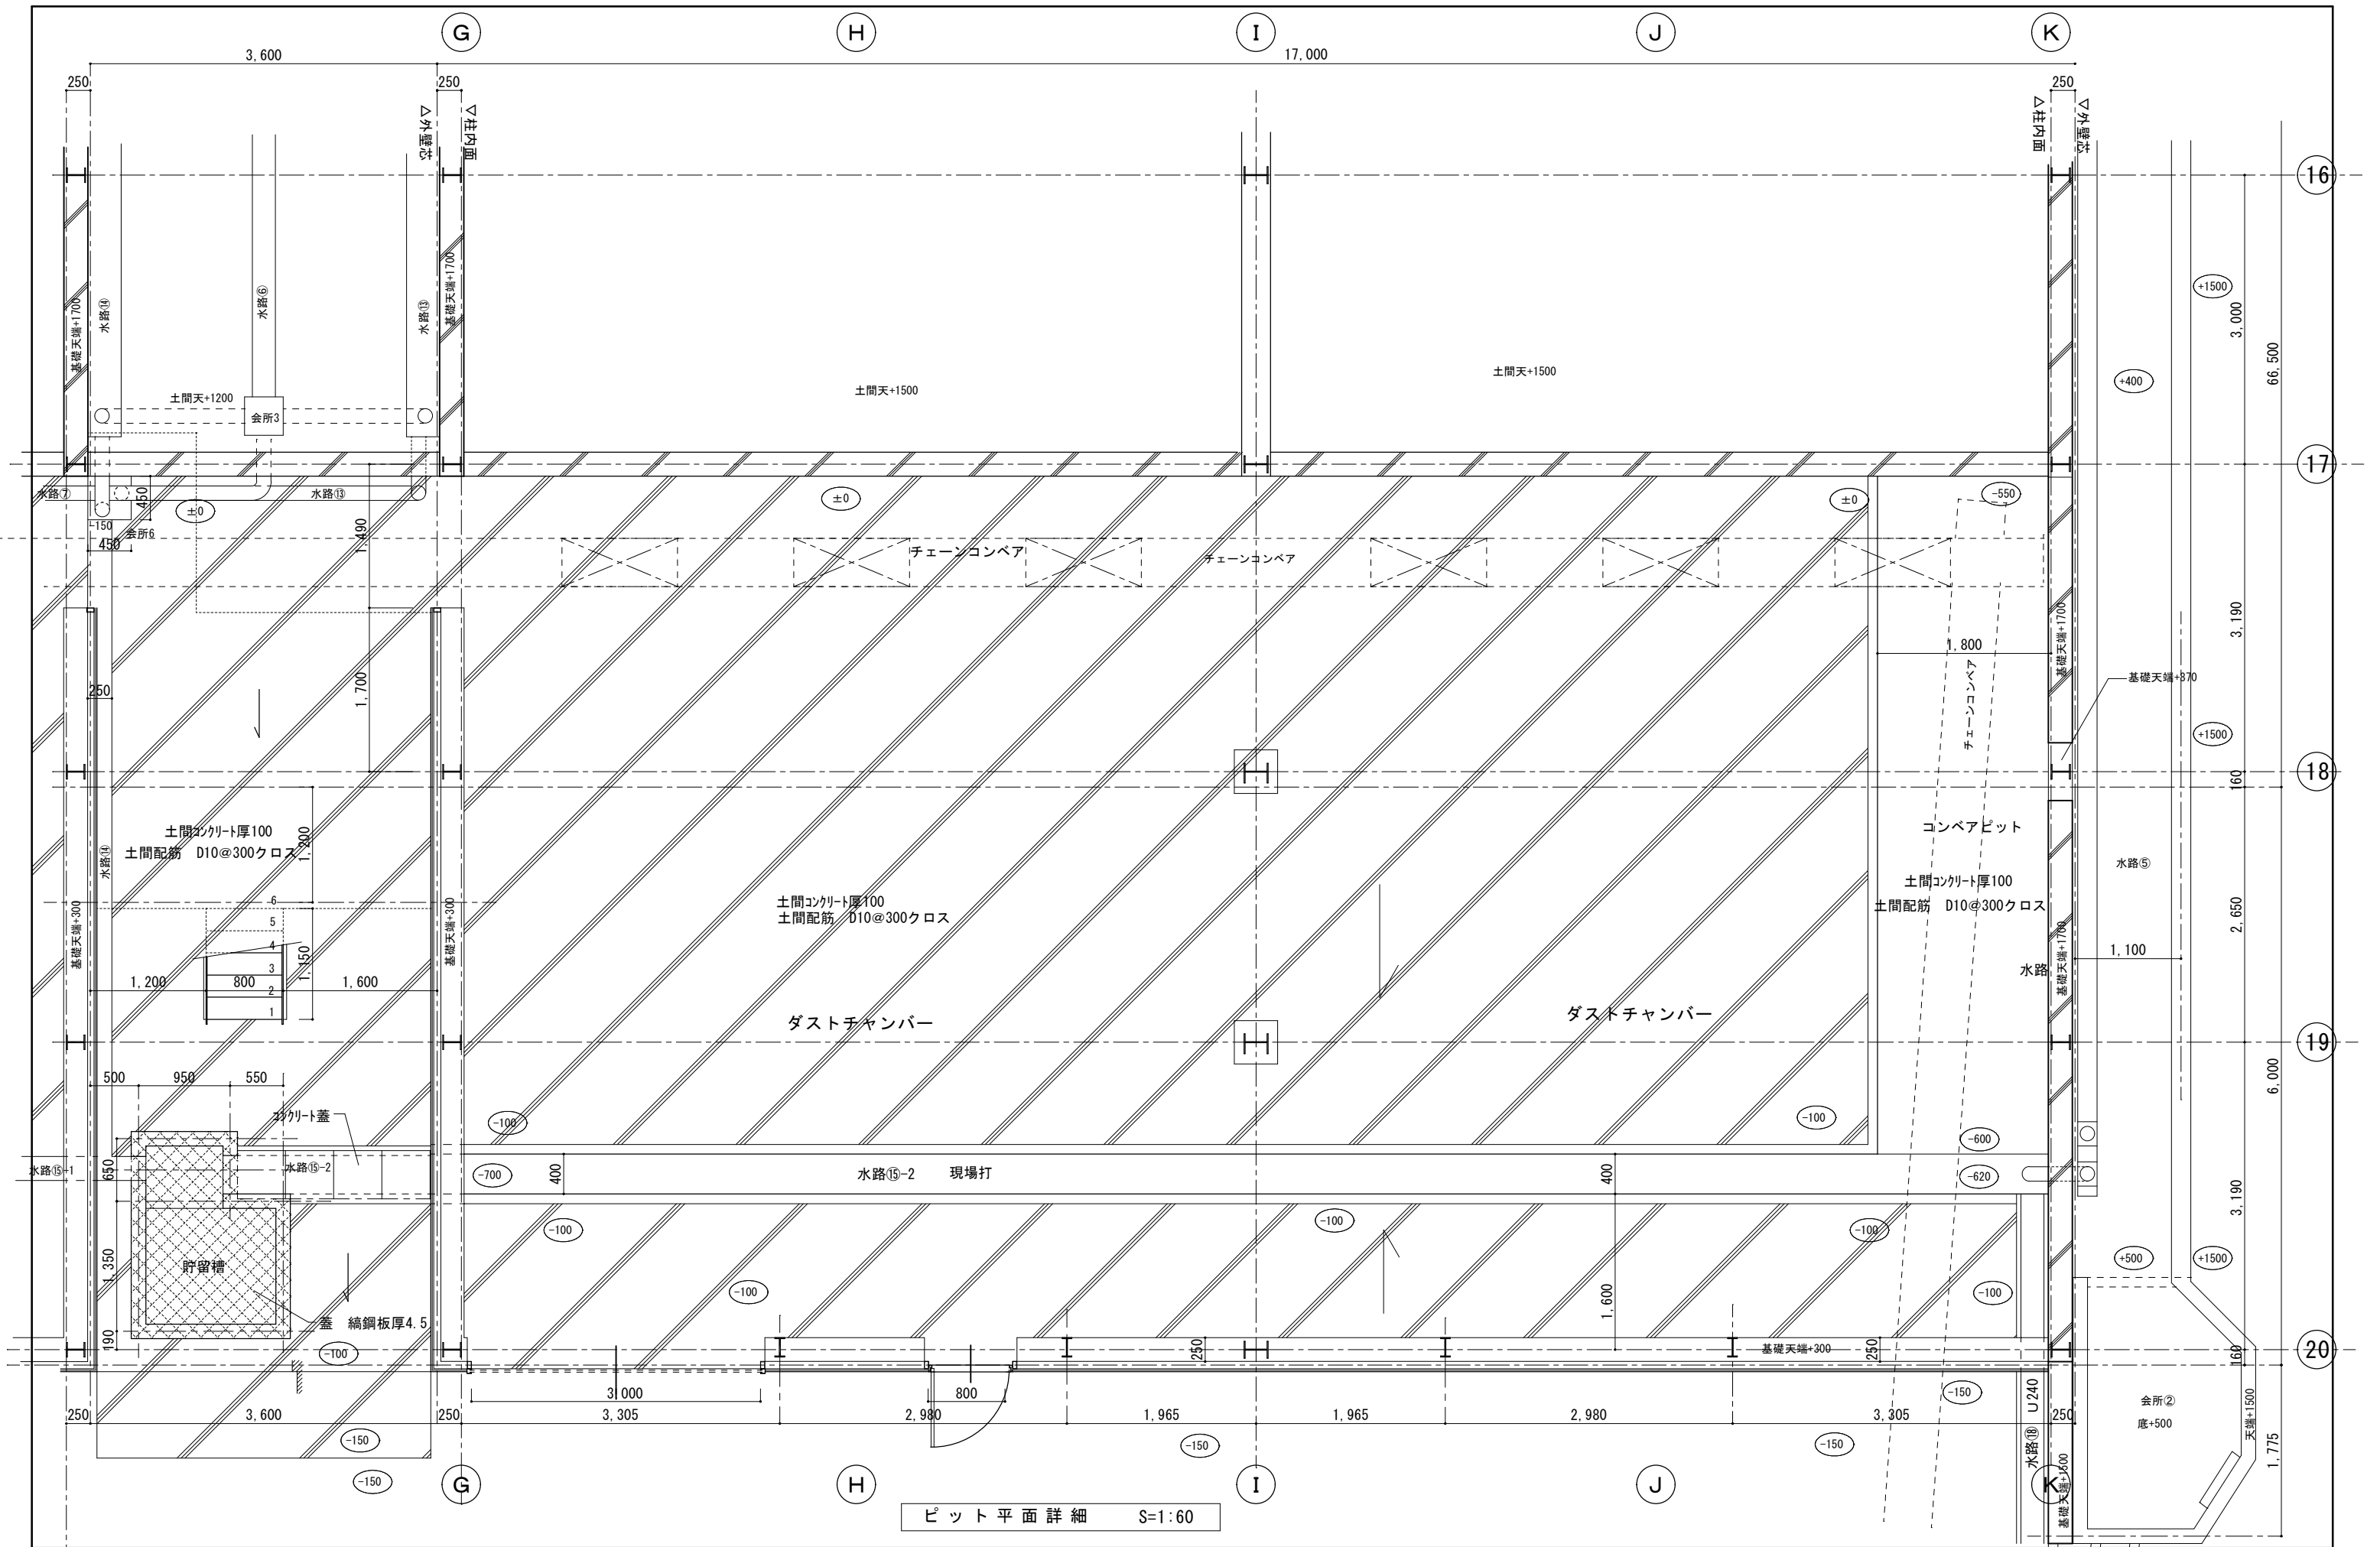 G
H
I
J
K
3,600
17,000
250
250
250
▽外壁芯
▽柱内面
▽柱内面
▽外壁芯
16
基礎天端+1700
水路⑭
水路⑥
水路⑬
基礎天端+1700
+1500
3,000
66,500
土間天+1200
会所3
土間天+1500
土間天+1500
+400
17
水路⑦
450
水路⑬
±0
±0
±0
-550
-150
会所6
450
1,490
チェーンコンベア
チェーンコンベア
3,190
基礎天端+1700
1,800
チェーンコンベア
基礎天端+370
250
1,700
+1500
18
160
土間コンクリート厚100
土間配筋 D10@300クロス
1,200
水路⑭
コンベアピット
土間コンクリート厚100
土間配筋 D10@300クロス
水路⑤
土間コンクリート厚100
土間配筋 D10@300クロス
基礎天端+300
基礎天端+300
6
5
4
3
2
1
1,150
1,200
800
1,600
水路
基礎天端+1700
1,100
2,650
ダストチャンバー
ダストチャンバー
19
500
950
550
6,000
コンクリート蓋
-100
-100
-600
水路⑮-1
650
水路⑮-2
-700
400
水路⑮-2 現場打
400
-620
-100
-100
-100
3,190
1,350
貯留槽
+500
+1500
-100
-100
1,600
蓋 縞鋼板厚4.5
190
-100
250
基礎天端+300
250
160
20
3,000
800
-150
U240
水路⑱
会所②
底+500
天端+1500
250
3,600
250
3,305
2,980
1,965
1,965
2,980
3,305
250
-150
-150
-150
-150
1,775
基礎天端+1500
G
H
I
J
K
ピット平面詳細 S=1:60